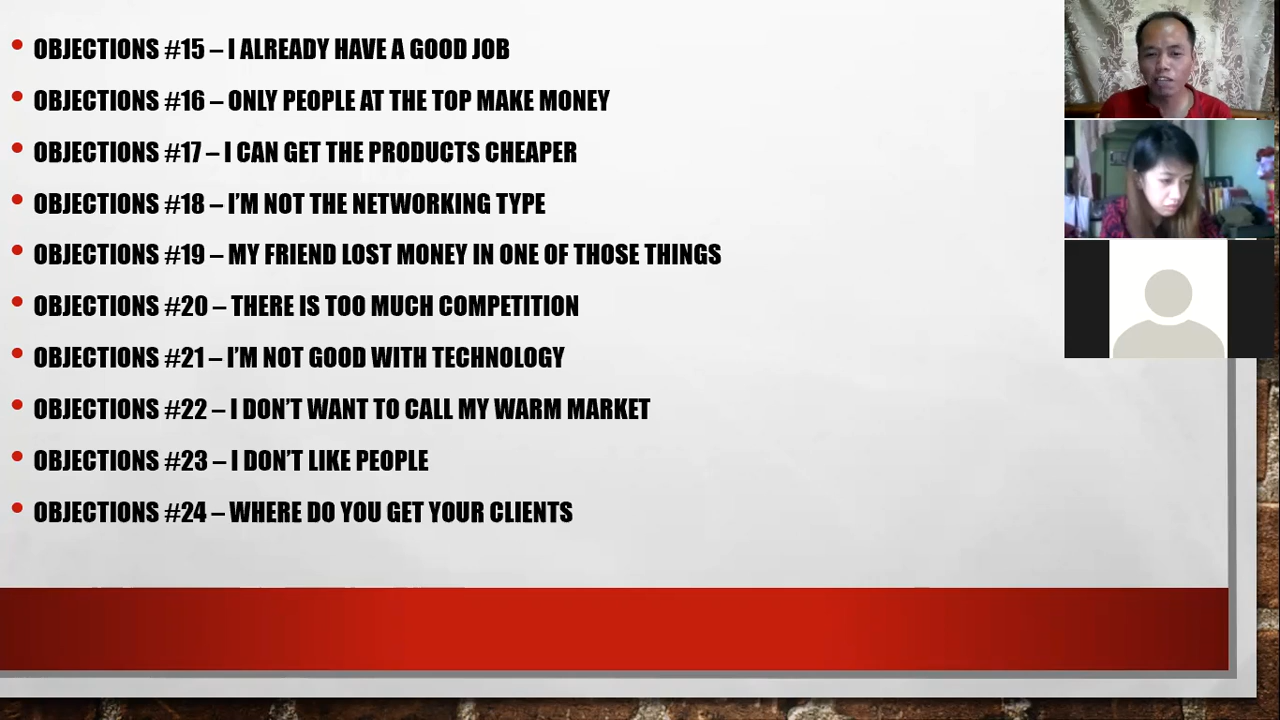 • OBJECTIONS #15 – I ALREADY HAVE A GOOD JOB
• OBJECTIONS #16 – ONLY PEOPLE AT THE TOP MAKE MONEY
• OBJECTIONS #17 – I CAN GET THE PRODUCTS CHEAPER
• OBJECTIONS #18 – I’M NOT THE NETWORKING TYPE
• OBJECTIONS #19 – MY FRIEND LOST MONEY IN ONE OF THOSE THINGS
• OBJECTIONS #20 – THERE IS TOO MUCH COMPETITION
• OBJECTIONS #21 – I’M NOT GOOD WITH TECHNOLOGY
• OBJECTIONS #22 – I DON’T WANT TO CALL MY WARM MARKET
• OBJECTIONS #23 – I DON’T LIKE PEOPLE
• OBJECTIONS #24 – WHERE DO YOU GET YOUR CLIENTS